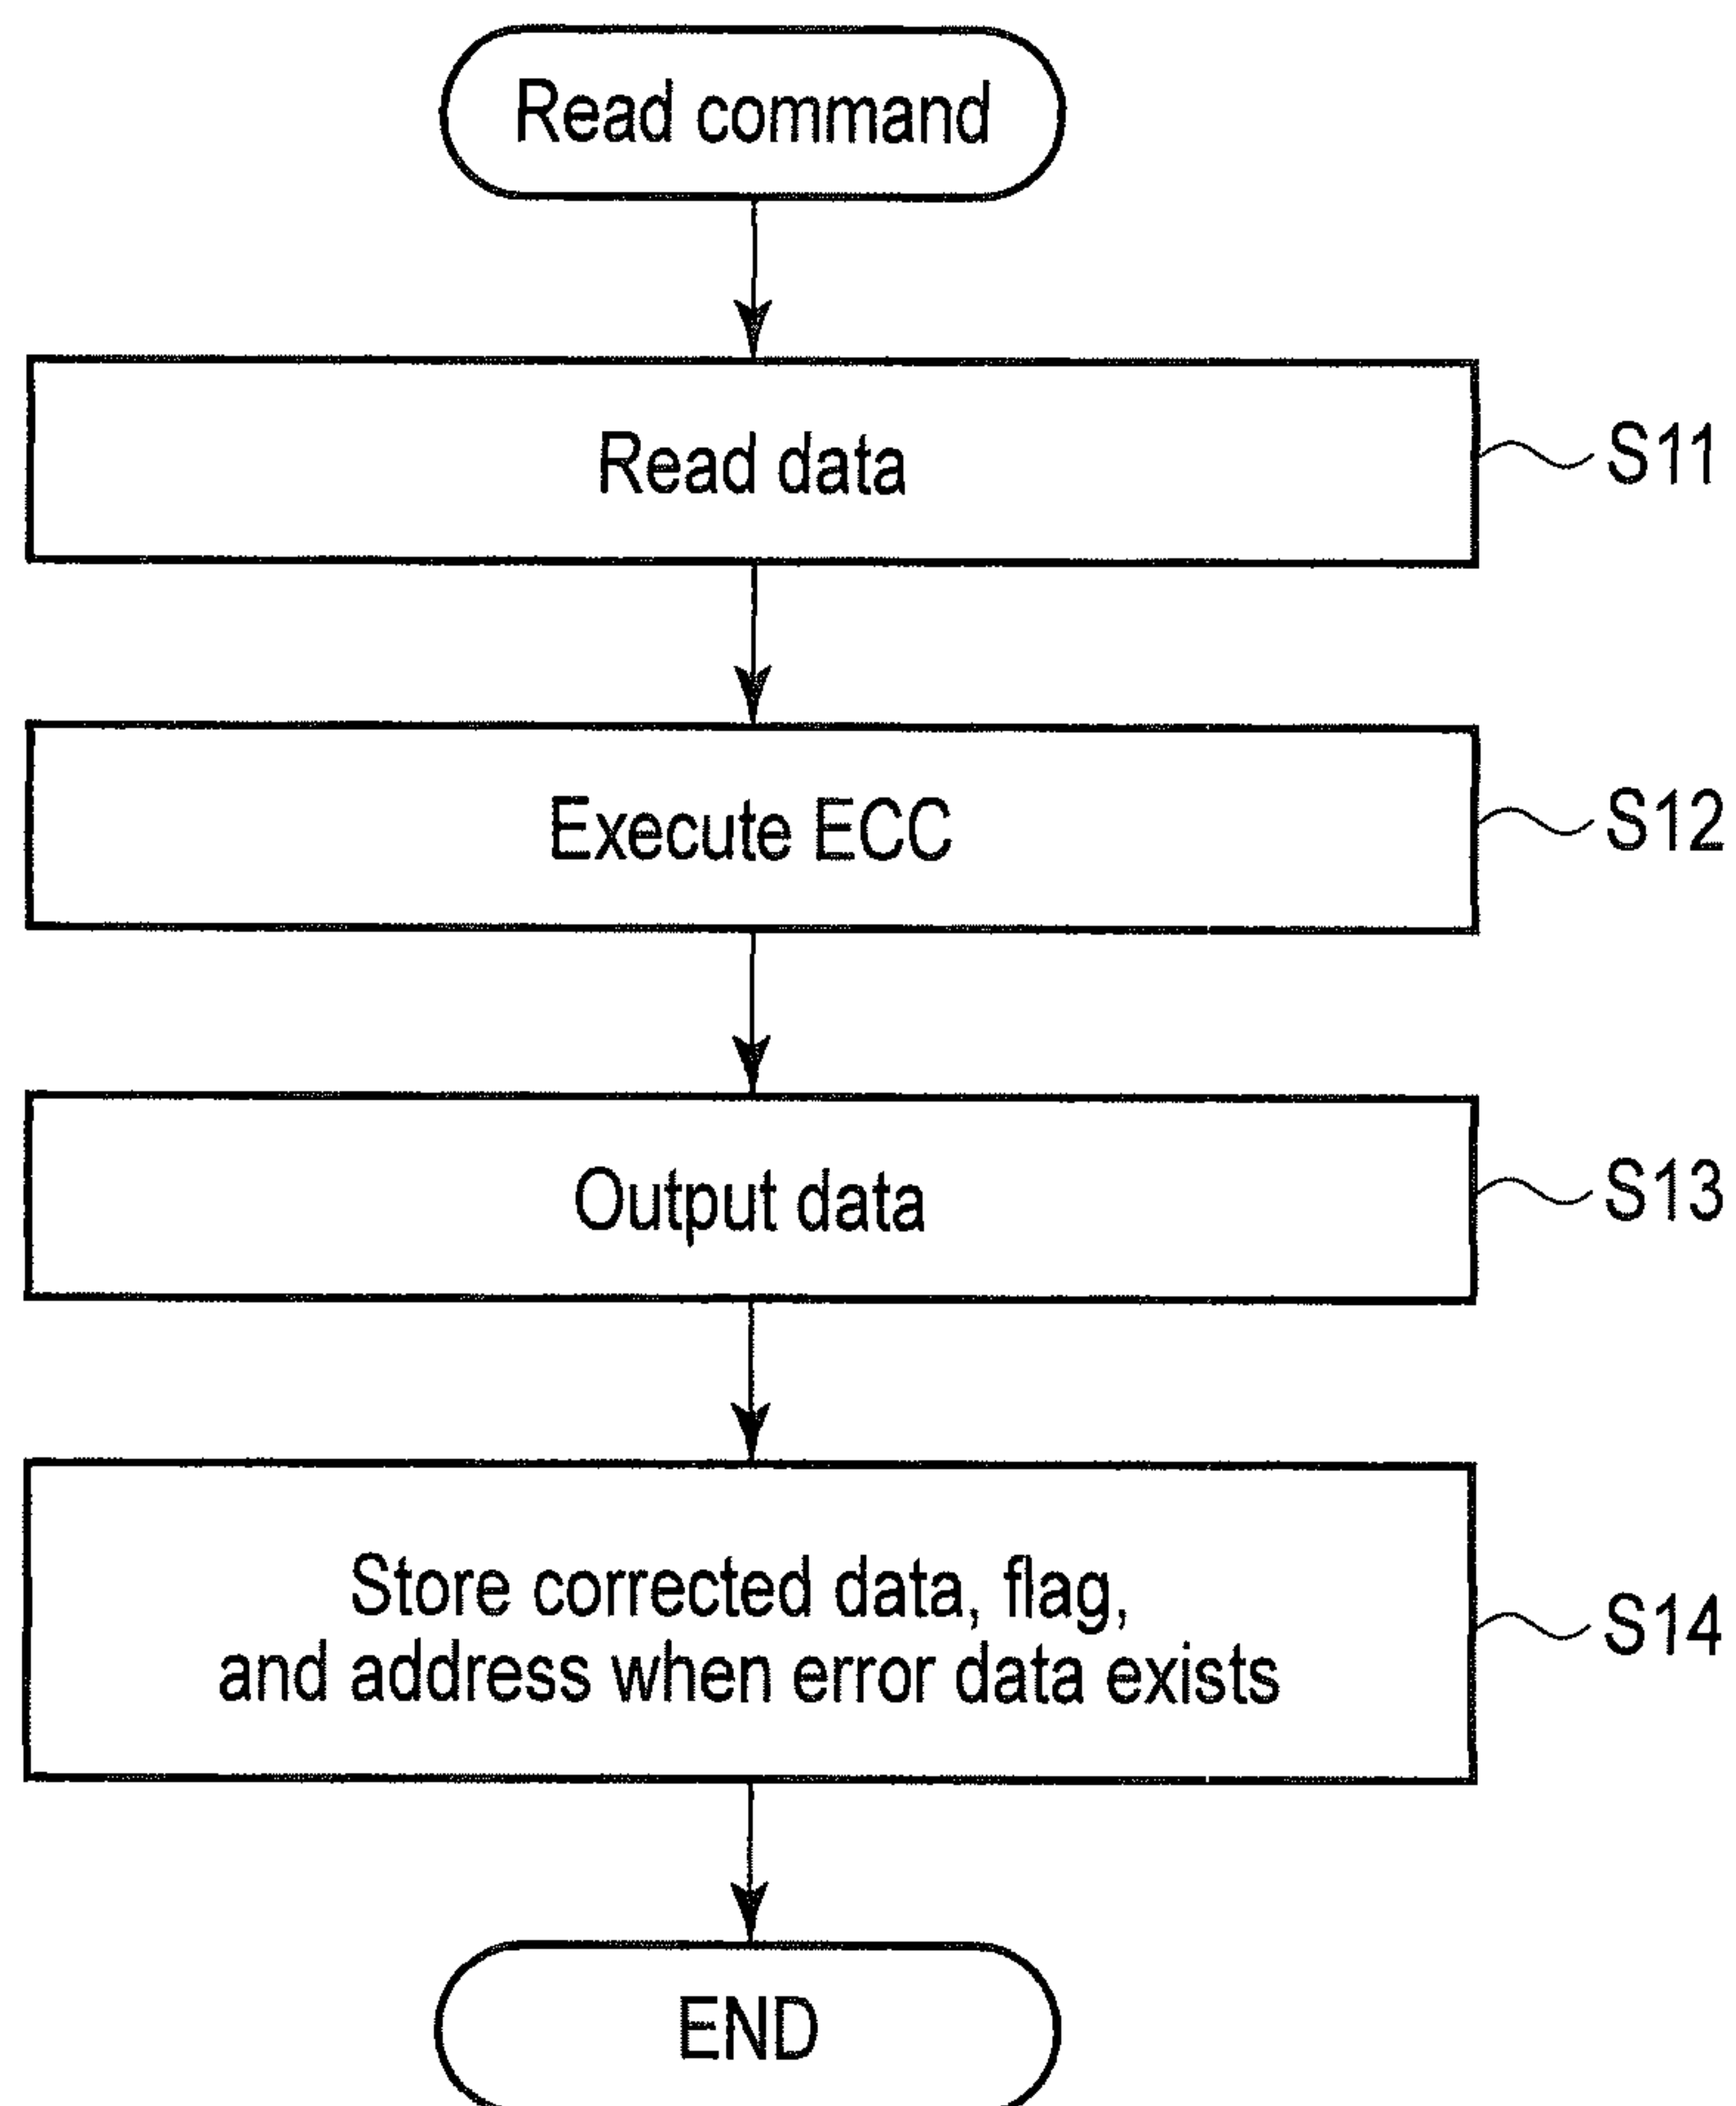 Read command
Read data
S11
Execute ECC
S12
Output data
S13
Store corrected data, flag,
and address when error data exists
S14
END